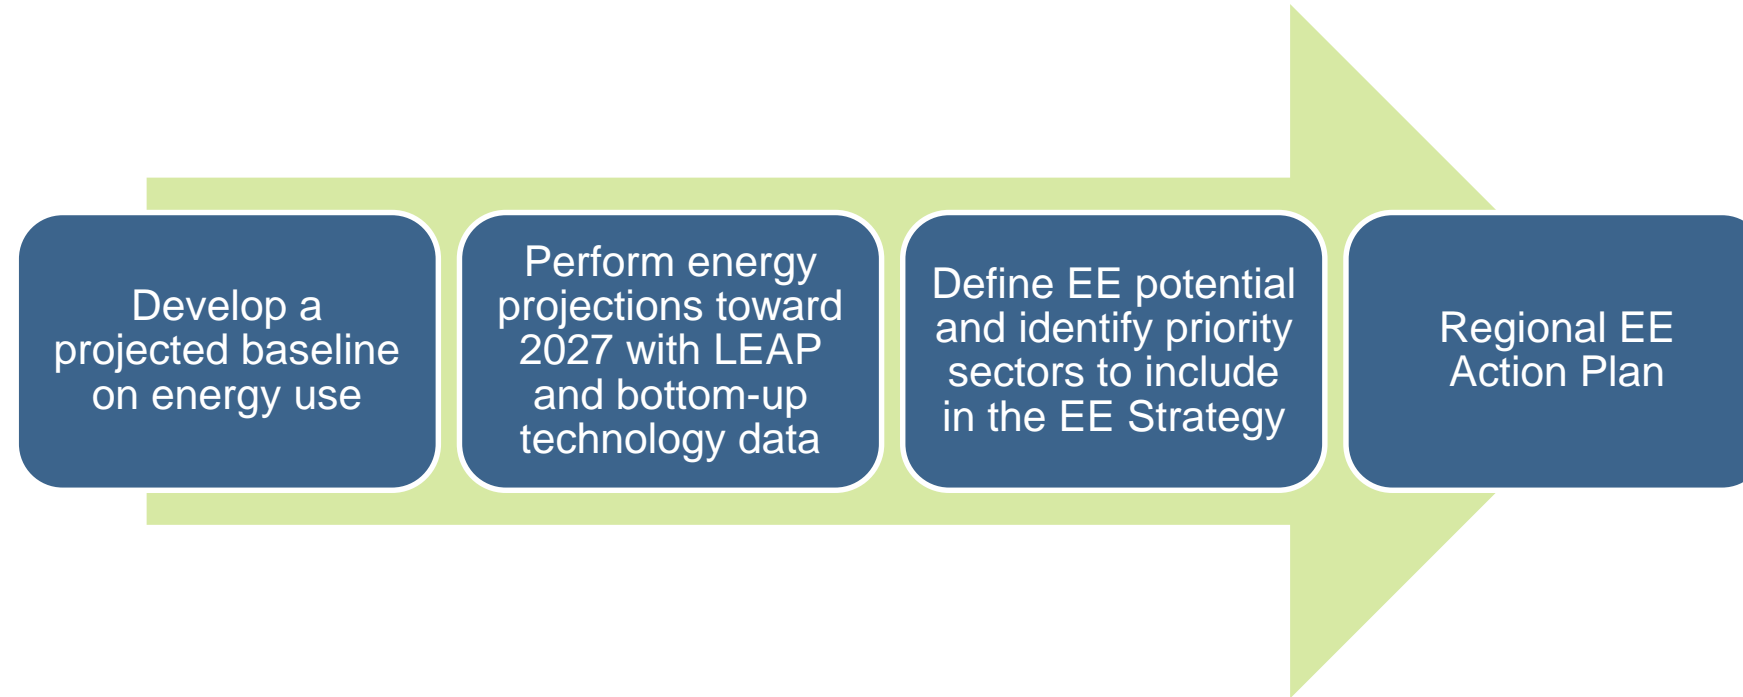 Develop a
projected baseline
on energy use
Perform energy
projections toward
2027 with LEAP
and bottom-up
technology data
Define EE potential
and identify priority
sectors to include
in the EE Strategy
Regional EE
Action Plan